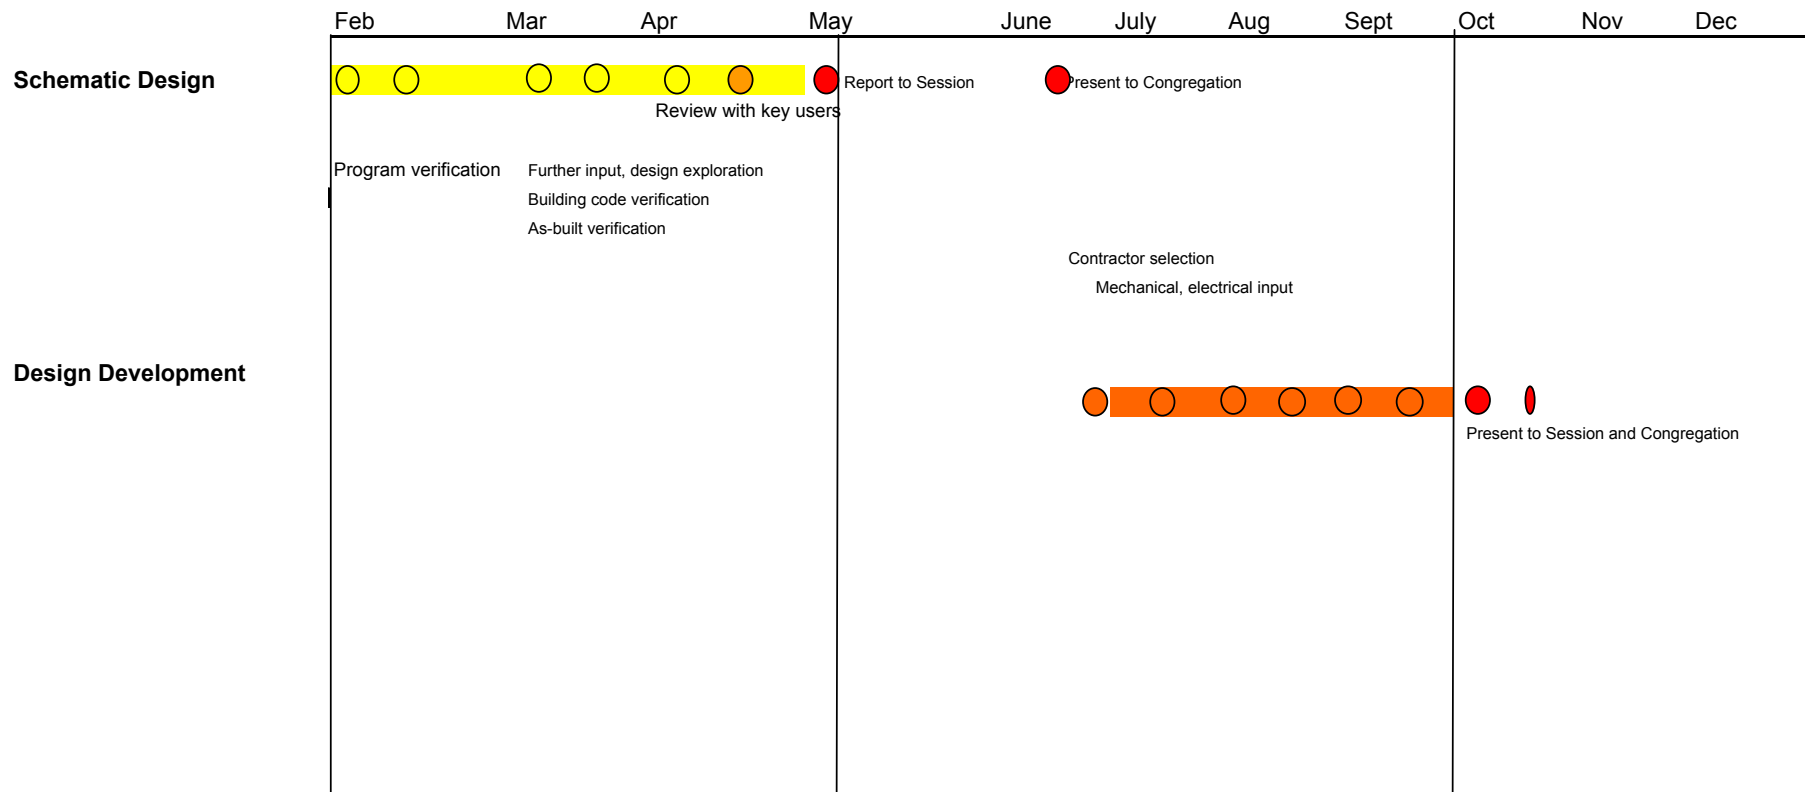 Feb Mar Apr May June July Aug Sept Oct Nov Dec
Schematic Design
Report to Session
Present to Congregation
Review with key users
Program verification
Further input, design exploration
Building code verification
As-built verification
Contractor selection
Mechanical, electrical input
Design Development
Present to Session and Congregation